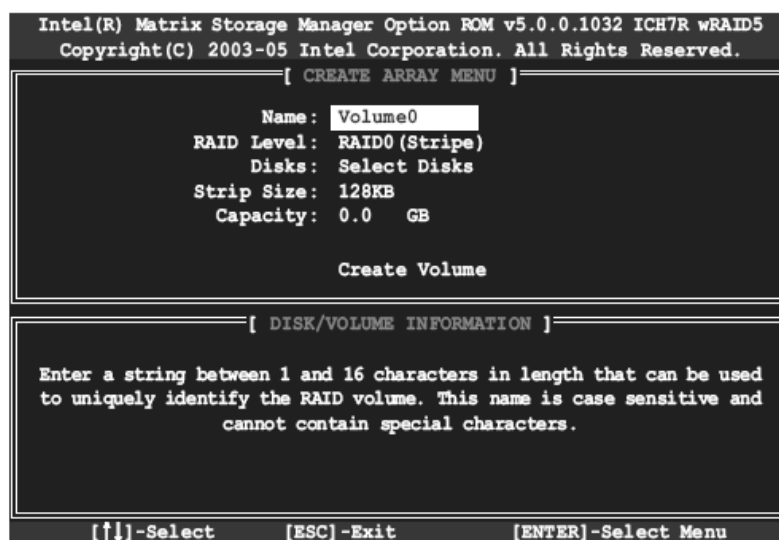 Intel(R) Matrix Storage Manager Option ROM v5.0.0.1032 ICH7R wRAID5
Copyright(C) 2003-05 Intel Corporation. All Rights Reserved.
[ CREATE ARRAY MENU ]
Name: Volume0
RAID Level: RAID0(Stripe)
Disks: Select Disks
Strip Size: 128KB
Capacity: 0.0 GB
Create Volume
[ DISK/VOLUME INFORMATION ]
Enter a string between 1 and 16 characters in length that can be used
to uniquely identify the RAID volume. This name is case sensitive and
cannot contain special characters.
[↑↓]-Select [ESC]-Exit [ENTER]-Select Menu